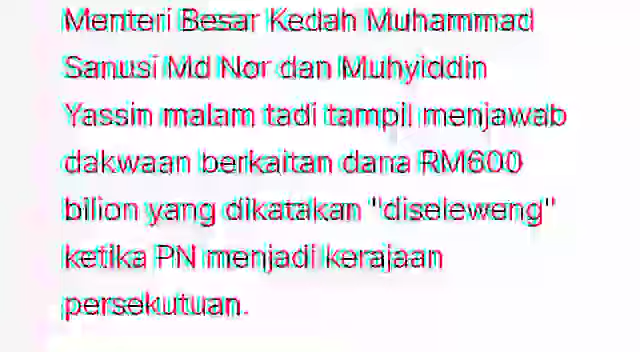 Menteri Besar Kedah Muhammad
Sanusi Md Nor dan Muhyiddin
Yassin malam tadi tampil menjawab
dakwaan berkaitan dana RM600
bilion yang dikatakan "diseleweng"
ketika PN menjadi kerajaan
persekutuan.